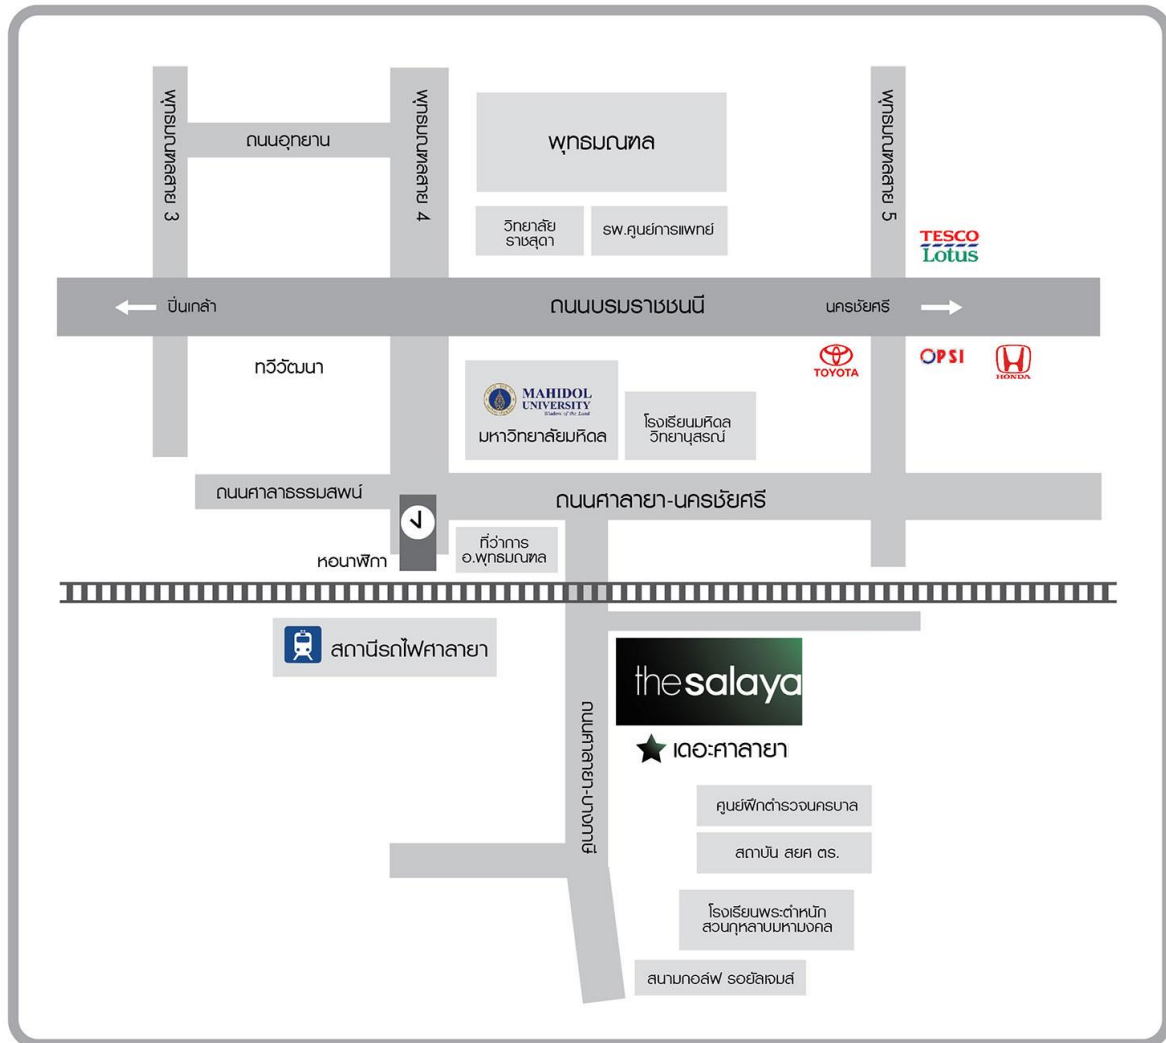 พุทธมณฑลสาย 3
ถนนอุทยาน
พุทธมณฑลสาย 4
พุทธมณฑล
พุทธมณฑลสาย 5
วิทยาลัย
ราชสุดา
รพ.ศูนย์การแพทย์
TESCO
Lotus
ปิ่นเกล้า
ถนนบรมราชชนนี
นครชัยศรี
ทวีวัฒนา
TOYOTA
PSI
HONDA
MAHIDOL
UNIVERSITY
Wisdom of the Land
มหาวิทยาลัยมหิดล
โรงเรียนมหิดล
วิทยานุสรณ์
ถนนศาลาธรรมสพน์
ถนนศาลายา-นครชัยศรี
หอนาฬิกา
ที่ว่าการ
อ.พุทธมณฑล
สถานีรถไฟศาลายา
thesalaya
เดอะศาลายา
ถนนศาลายา-บางภาษี
ศูนย์ฝึกตำรวจนครบาล
สถาบัน สยศ ตร.
โรงเรียนพระตำหนัก
สวนกุหลาบมหามงคล
สนามกอล์ฟ รอยัลเจมส์